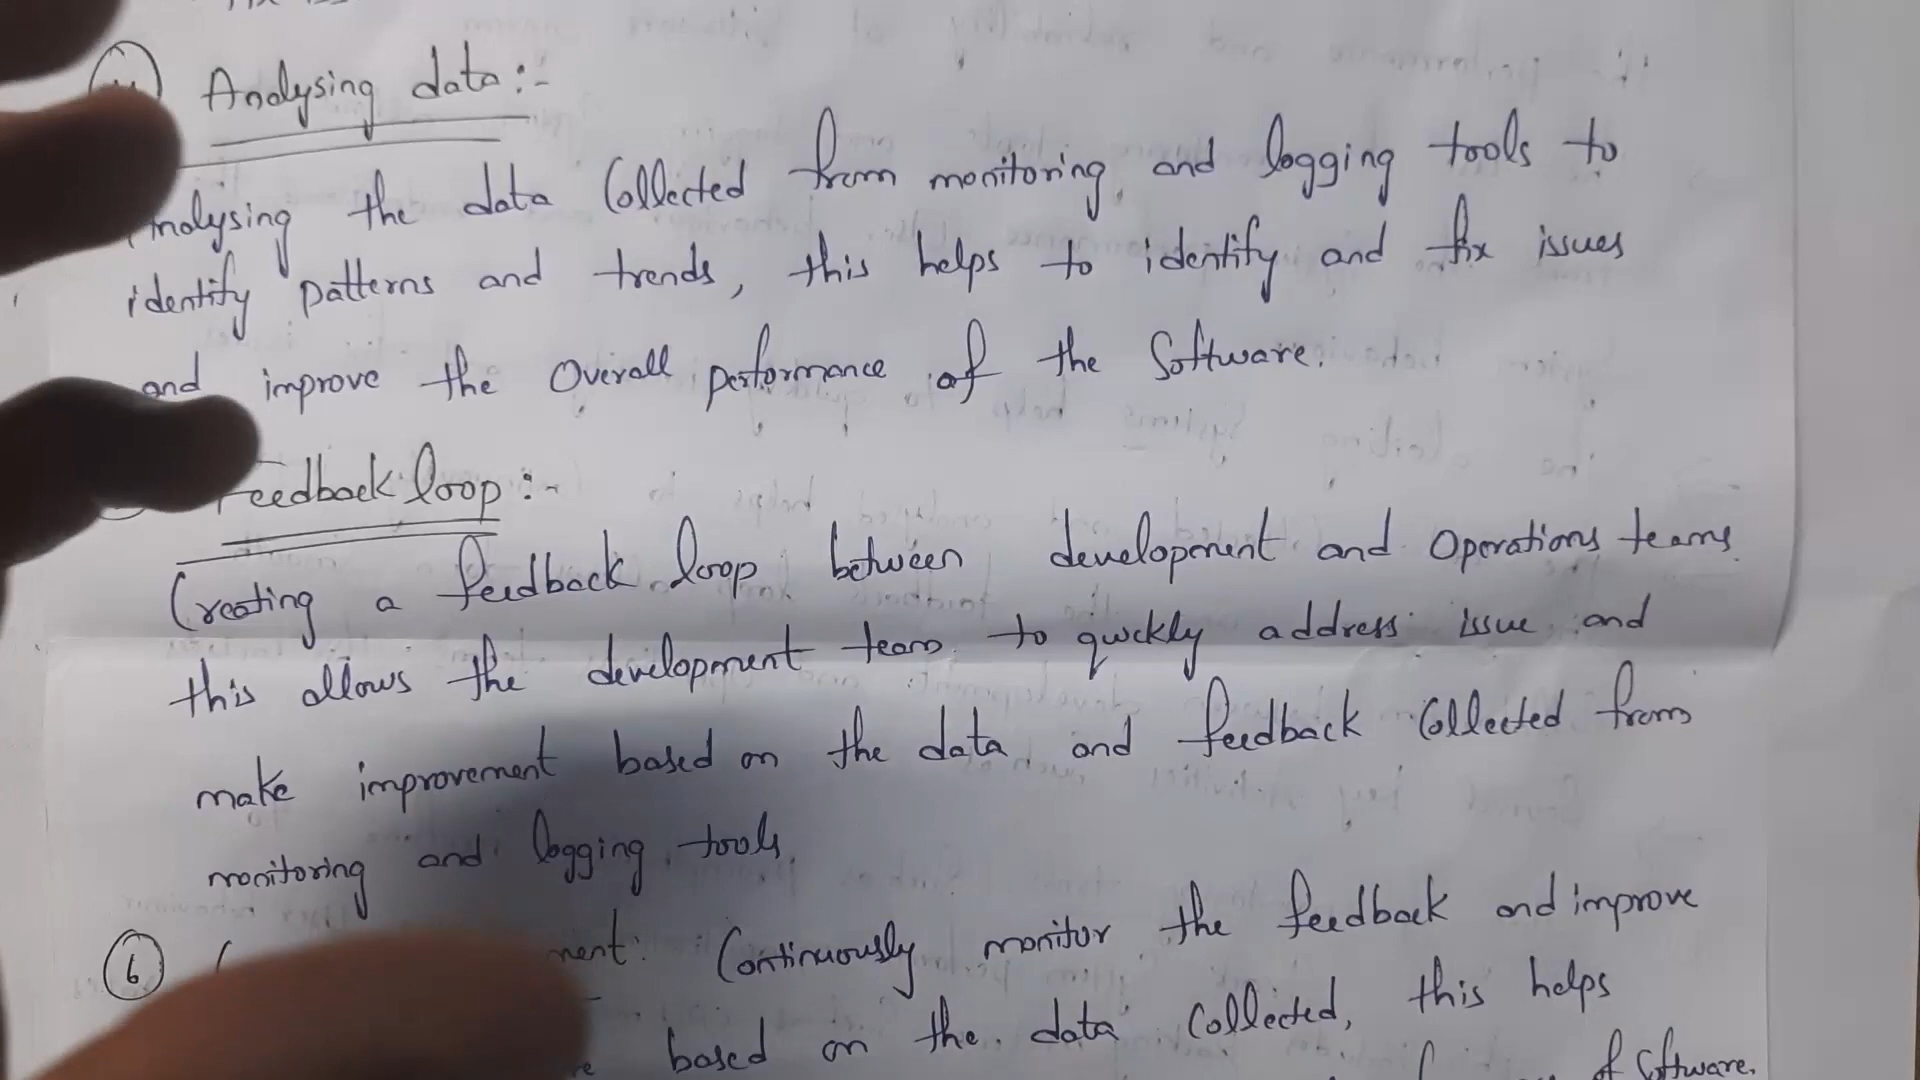 Analysing data:-
Analysing the data Collected from monitoring and logging tools to
identify patterns and trends, this helps to identify and fix issues
and improve the Overall performance of the Software.
Feedback loop:-
Creating a feedback loop between development and Operations teams
this allows the development team to quickly address issue and
make improvement based on the data and feedback Collected from
monitoring and logging tools.
6 Continuously monitor the feedback and improve
based on the data Collected, this helps
of Software.